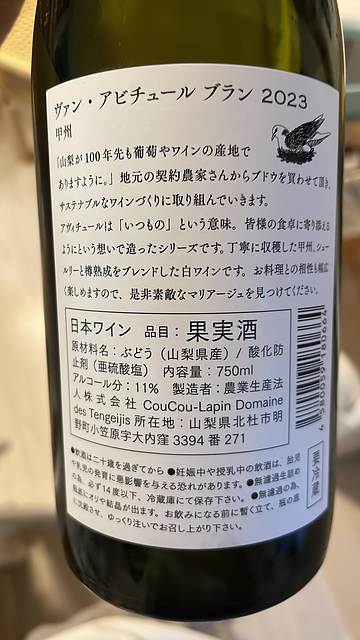 ヴァン・アビチュール ブラン 2023
甲州
「山梨が100年先も葡萄やワインの産地で
ありますように。」地元の契約農家さんからブドウを買わせて頂き、
サステナブルなワインづくりに取り組んでいきます。
アヴィチュールは「いつもの」という意味。皆様の食卓に寄り添える
ようにという想いで造ったシリーズです。丁寧に収穫した甲州、シュー
ルリーと樽熟成をブレンドした白ワインです。お料理との相性も幅広
く楽しめますので、是非素敵なマリアージュを見つけてください。
日本ワイン 品目：果実酒
原材料名：ぶどう（山梨県産）/ 酸化防
止剤（亜硫酸塩） 内容量：750ml
アルコール分：11% 製造者：農業生産法
人株式会社 CouCou-Lapin Domaine
des Tengeijis 所在地：山梨県北杜市明
野町小笠原字大内窪 3394 番 271
4 580959 180664
●飲酒は二十歳を過ぎてから ●妊娠中や授乳中の飲酒は、胎児
や乳児の発育に悪影響を与える恐れがあります。●無濾過生詰め
の為、必ず14度以下、冷蔵庫にて保存下さい。●無濾過の為、
瓶底にオリや結晶が出ます。お飲みになる前に暫く立て、瓶の底
に沈殿させ、ゆっくり注いでお召し上がり下さい。
要冷蔵